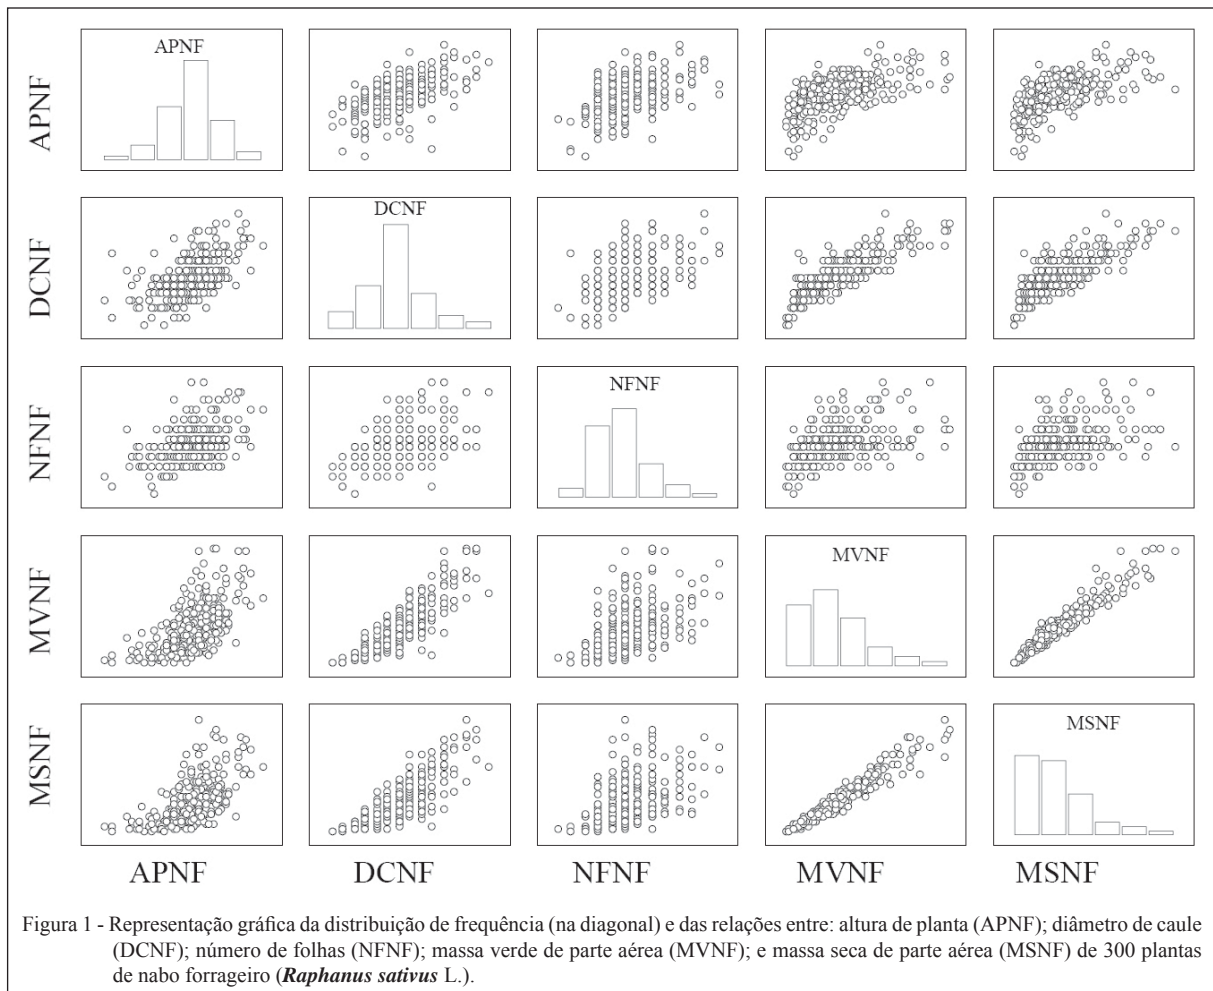 APNF
APNF
DCNF
DCNF
NFNF
NFNF
MVNF
MVNF
MSNF
MSNF
APNF DCNF NFNF MVNF MSNF
Figura 1 - Representação gráfica da distribuição de frequência (na diagonal) e das relações entre: altura de planta (APNF); diâmetro de caule
(DCNF); número de folhas (NFNF); massa verde de parte aérea (MVNF); e massa seca de parte aérea (MSNF) de 300 plantas
de nabo forrageiro (Raphanus sativus L.).